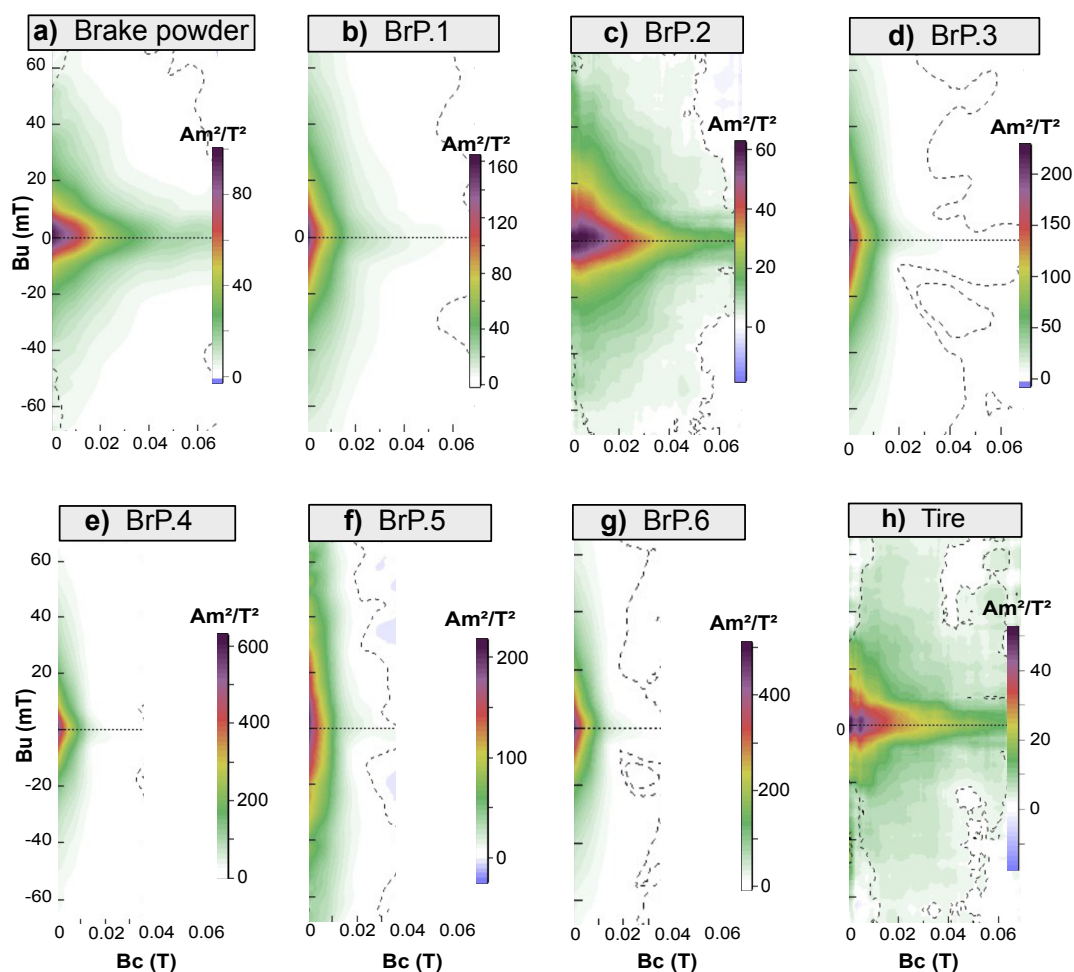 a) Brake powder
b) BrP.1
c) BrP.2
d) BrP.3
Bu (mT)
60
40
20
0
-20
-40
-60
Am²/T²
80
40
0
0 0.02 0.04 0.06
0
Am²/T²
160
120
80
40
0
0 0.02 0.04 0.06
Am²/T²
60
40
20
0
0 0.02 0.04 0.06
Am²/T²
200
150
100
50
0
0 0.02 0.04 0.06
e) BrP.4
f) BrP.5
g) BrP.6
h) Tire
Bu (mT)
60
40
20
0
-20
-40
-60
Am²/T²
600
400
200
0
0 0.02 0.04 0.06
Bc (T)
Am²/T²
200
100
0
0 0.02 0.04 0.06
Bc (T)
Am²/T²
400
200
0
0 0.02 0.04 0.06
Bc (T)
0
Am²/T²
40
20
0
0 0.02 0.04 0.06
Bc (T)